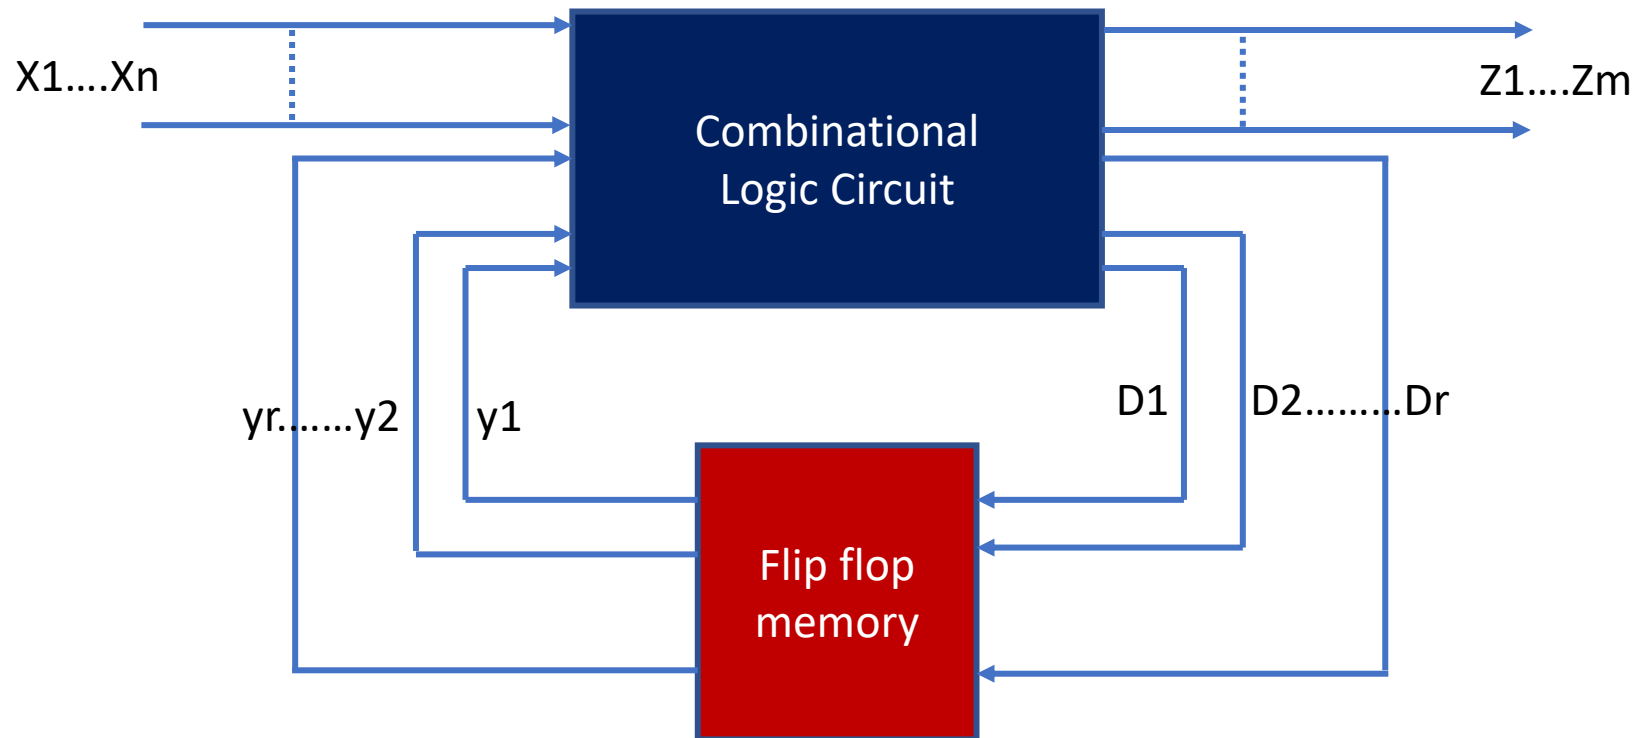 X1....Xn
Combinational
Logic Circuit
Z1....Zm
yr.......y2
y1
D1
D2.........Dr
Flip flop
memory